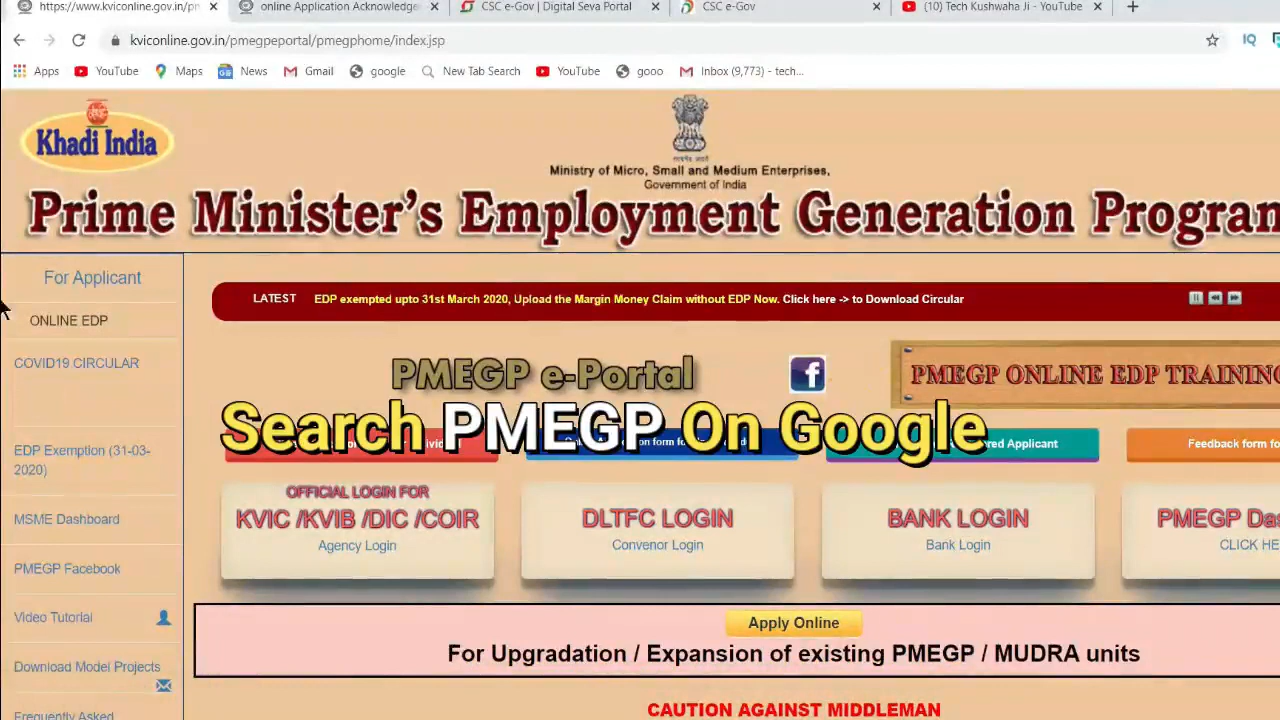 https://www.kviconline.gov.in/pm
online Application Acknowledge
CSC e-Gov | Digital Seva Portal
CSC e-Gov
(10) Tech Kushwaha Ji - YouTube
kviconline.gov.in/pmegpeportal/pmegphome/index.jsp
IQ
Apps
YouTube
Maps
News
Gmail
google
New Tab Search
YouTube
gooo
Inbox (9,773) - tech...
Khadi India
Ministry of Micro, Small and Medium Enterprises,
Government of India
Prime Minister's Employment Generation Program
For Applicant
ONLINE EDP
COVID19 CIRCULAR
EDP Exemption (31-03-
2020)
MSME Dashboard
PMEGP Facebook
Video Tutorial
Download Model Projects
Frequently Asked
LATEST
EDP exempted upto 31st March 2020, Upload the Margin Money Claim without EDP Now. Click here -> to Download Circular
PMEGP e-Portal
f
PMEGP ONLINE EDP TRAINING
Search PMEGP On Google
Applicant
Feedback form fo
OFFICIAL LOGIN FOR
KVIC /KVIB /DIC /COIR
Agency Login
DLTFC LOGIN
Convenor Login
BANK LOGIN
Bank Login
PMEGP Das
CLICK HE
Apply Online
For Upgradation / Expansion of existing PMEGP / MUDRA units
CAUTION AGAINST MIDDLEMAN